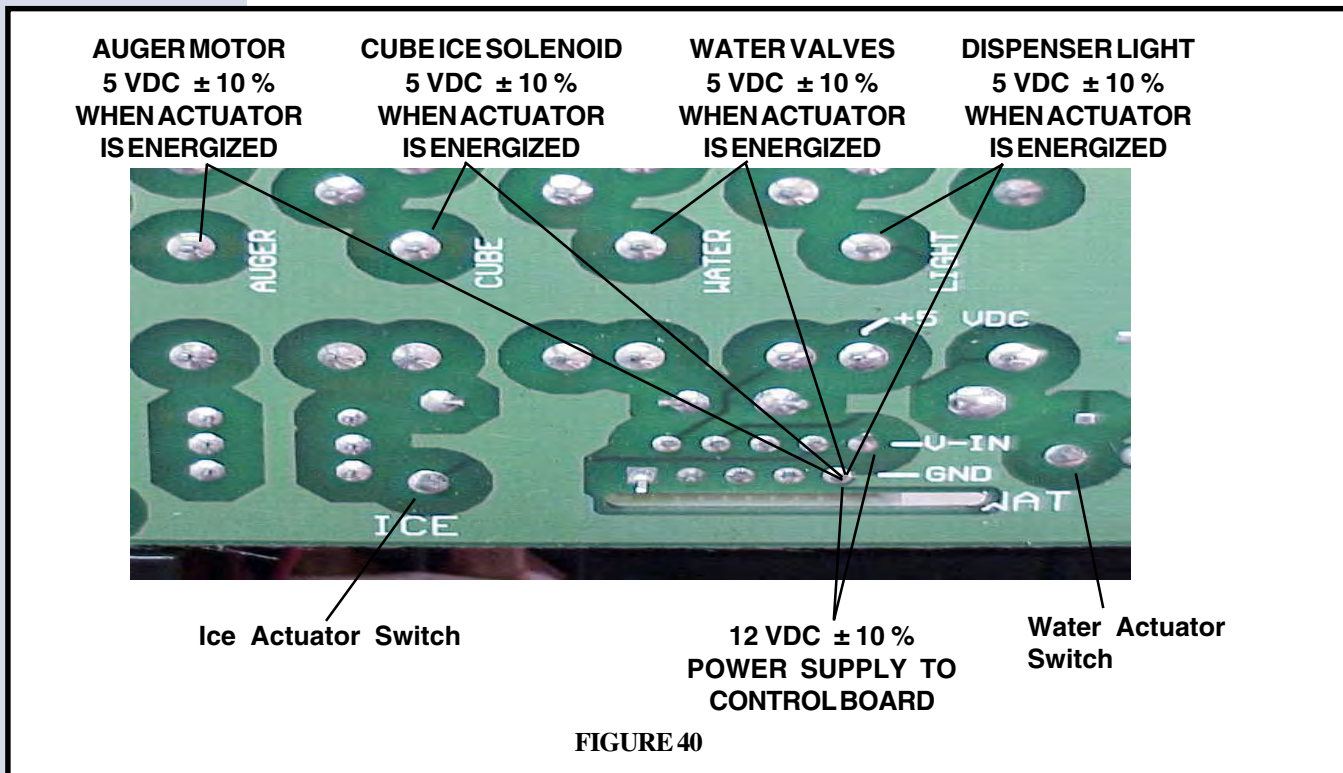 AUGER MOTOR
5 VDC ± 10 %
WHEN ACTUATOR
IS ENERGIZED
CUBE ICE SOLENOID
5 VDC ± 10 %
WHEN ACTUATOR
IS ENERGIZED
WATER VALVES
5 VDC ± 10 %
WHEN ACTUATOR
IS ENERGIZED
DISPENSER LIGHT
5 VDC ± 10 %
WHEN ACTUATOR
IS ENERGIZED
AUGER
CUBE
WATER
LIGHT
+5 VDC
V-IN
GND
WAT
ICE
Ice Actuator Switch
12 VDC ± 10 %
POWER SUPPLY TO
CONTROL BOARD
Water Actuator
Switch
FIGURE 40